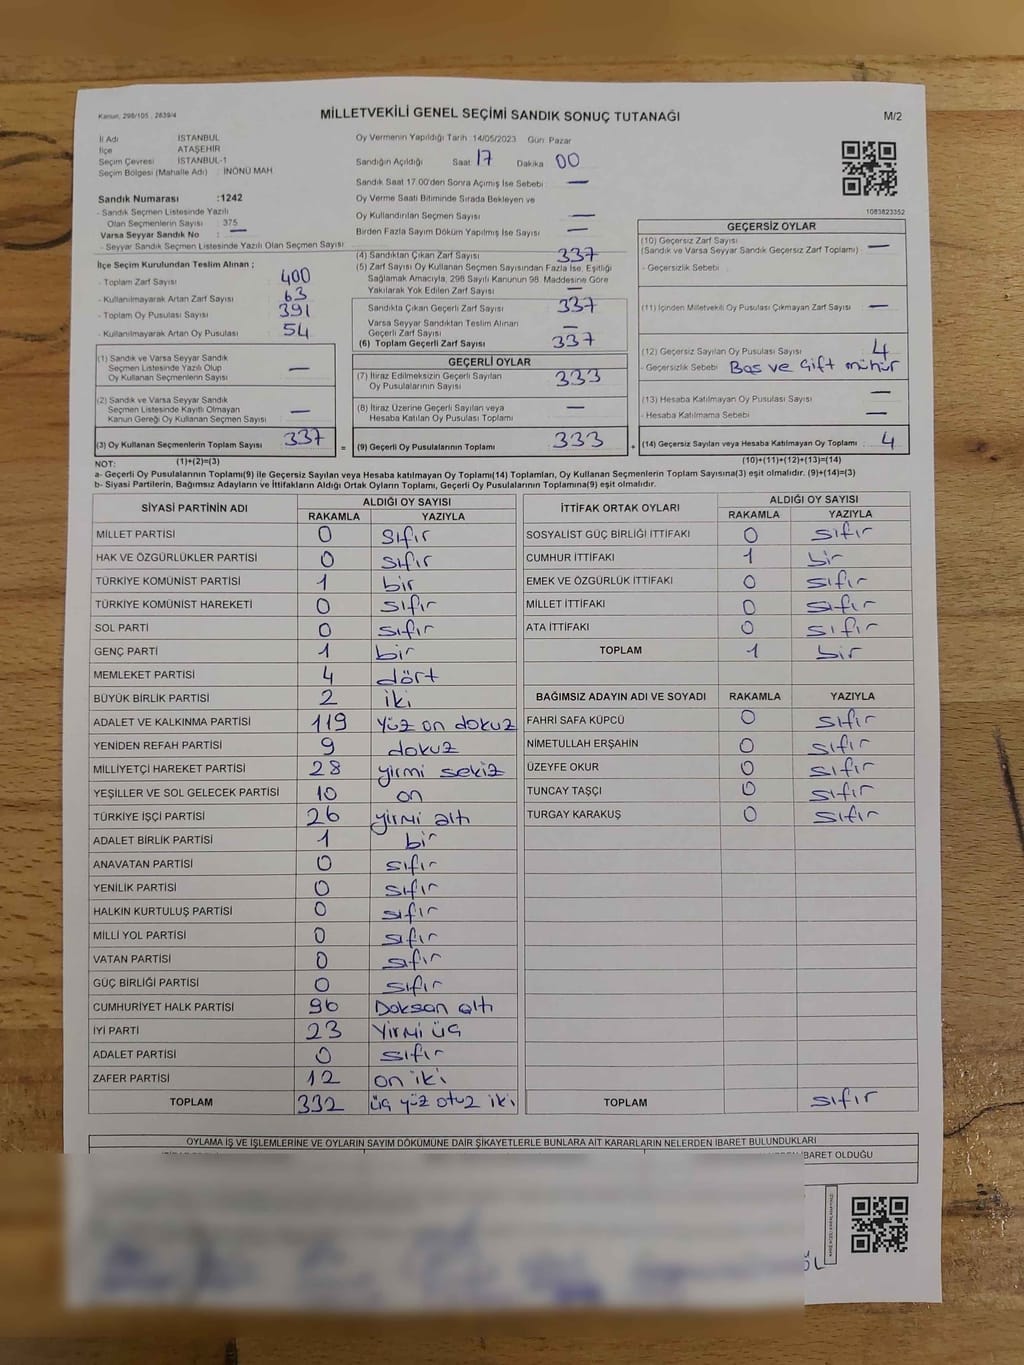 Kanun, 298/105 , 2839/4
MİLLETVEKİLİ GENEL SEÇİMİ SANDIK SONUÇ TUTANAĞI
M/2
İl Adı : İSTANBUL
İlçe : ATAŞEHİR
Seçim Çevresi : İSTANBUL-1
Seçim Bölgesi (Mahalle Adı) : İNÖNÜ MAH
Sandık Numarası :1242
- Sandık Seçmen Listesinde Yazılı
Olan Seçmenlerin Sayısı : 375
Varsa Seyyar Sandık No : —
- Seyyar Sandık Seçmen Listesinde Yazılı Olan Seçmen Sayısı:
Oy Vermenin Yapıldığı Tarih :14/05/2023 Gün: Pazar
Sandığın Açıldığı Saat 17 Dakika 00
Sandık Saat 17:00'den Sonra Açımış İse Sebebi : —
Oy Verme Saati Bitiminde Sırada Bekleyen ve
Oy Kullandırılan Seçmen Sayısı : —
Birden Fazla Sayım Döküm Yapılmış İse Sayısı : —
1083823352
İlçe Seçim Kurulundan Teslim Alınan ;
- Toplam Zarf Sayısı : 400
- Kullanılmayarak Artan Zarf Sayısı : 63
- Toplam Oy Pusulası Sayısı : 391
- Kullanılmayarak Artan Oy Pusulası : 54
(1) Sandık ve Varsa Seyyar Sandık
Seçmen Listesinde Yazılı Olup
Oy Kullanan Seçmenlerin Sayısı : —
(2) Sandık ve Varsa Seyyar Sandık
Seçmen Listesinde Kayıtlı Olmayan
Kanun Gereği Oy Kullanan Seçmen Sayısı : —
(3) Oy Kullanan Seçmenlerin Toplam Sayısı : 337
(1)+(2)=(3)
(4) Sandıktan Çıkan Zarf Sayısı : 337
(5) Zarf Sayısı Oy Kullanan Seçmen Sayısından Fazla İse, Eşitliği
Sağlamak Amacıyla, 298 Sayılı Kanunun 98. Maddesine Göre
Yakılarak Yok Edilen Zarf Sayısı : —
Sandıkta Çıkan Geçerli Zarf Sayısı : 337
Varsa Seyyar Sandıktan Teslim Alınan
Geçerli Zarf Sayısı : —
(6) Toplam Geçerli Zarf Sayısı : 337
GEÇERLİ OYLAR
(7) İtiraz Edilmeksizin Geçerli Sayılan
Oy Pusulalarının Sayısı : 333
(8) İtiraz Üzerine Geçerli Sayılan veya
Hesaba Katılan Oy Pusulası Toplamı : —
= (9) Geçerli Oy Pusulalarının Toplamı : 333 +
GEÇERSİZ OYLAR
(10) Geçersiz Zarf Sayısı
(Sandık ve Varsa Seyyar Sandık Geçersiz Zarf Toplamı) : —
- Geçersizlik Sebebi :
(11) İçinden Milletvekili Oy Pusulası Çıkmayan Zarf Sayısı : —
(12) Geçersiz Sayılan Oy Pusulası Sayısı : 4
- Geçersizlik Sebebi : Boş ve Çift mühür
(13) Hesaba Katılmayan Oy Pusulası Sayısı : —
- Hesaba Katılmama Sebebi : —
(14) Geçersiz Sayılan veya Hesaba Katılmayan Oy Toplamı : 4
(10)+(11)+(12)+(13)=(14)
NOT:
a- Geçerli Oy Pusulalarının Toplamı(9) ile Geçersiz Sayılan veya Hesaba katılmayan Oy Toplamı(14) Toplamları, Oy Kullanan Seçmenlerin Toplam Sayısına(3) eşit olmalıdır. (9)+(14)=(3)
b- Siyasi Partilerin, Bağımsız Adayların ve İttifakların Aldığı Ortak Oyların Toplamı, Geçerli Oy Pusulalarının Toplamına(9) eşit olmalıdır.
SİYASİ PARTİNİN ADI ALDIĞI OY SAYISI
RAKAMLA YAZIYLA
MİLLET PARTİSİ 0 sıfır
HAK VE ÖZGÜRLÜKLER PARTİSİ 0 sıfır
TÜRKİYE KOMÜNİST PARTİSİ 1 bir
TÜRKİYE KOMÜNİST HAREKETİ 0 sıfır
SOL PARTİ 0 sıfır
GENÇ PARTİ 1 bir
MEMLEKET PARTİSİ 4 dört
BÜYÜK BİRLİK PARTİSİ 2 iki
ADALET VE KALKINMA PARTİSİ 119 Yüz on dokuz
YENİDEN REFAH PARTİSİ 9 dokuz
MİLLİYETÇİ HAREKET PARTİSİ 28 yirmi sekiz
YEŞİLLER VE SOL GELECEK PARTİSİ 10 on
TÜRKİYE İŞÇİ PARTİSİ 26 yirmi altı
ADALET BİRLİK PARTİSİ 1 bir
ANAVATAN PARTİSİ 0 sıfır
YENİLİK PARTİSİ 0 sıfır
HALKIN KURTULUŞ PARTİSİ 0 sıfır
MİLLİ YOL PARTİSİ 0 sıfır
VATAN PARTİSİ 0 sıfır
GÜÇ BİRLİĞİ PARTİSİ 0 sıfır
CUMHURİYET HALK PARTİSİ 96 Doksan altı
İYİ PARTİ 23 Yirmi üç
ADALET PARTİSİ 0 sıfır
ZAFER PARTİSİ 12 on iki
TOPLAM 332 üç yüz otuz iki
İTTİFAK ORTAK OYLARI ALDIĞI OY SAYISI
RAKAMLA YAZIYLA
SOSYALİST GÜÇ BİRLİĞİ İTTİFAKI 0 sıfır
CUMHUR İTTİFAKI 1 bir
EMEK VE ÖZGÜRLÜK İTTİFAKI 0 sıfır
MİLLET İTTİFAKI 0 sıfır
ATA İTTİFAKI 0 sıfır
TOPLAM 1 bir
BAĞIMSIZ ADAYIN ADI VE SOYADI RAKAMLA YAZIYLA
FAHRİ SAFA KÜPCÜ 0 sıfır
NİMETULLAH ERŞAHİN 0 sıfır
ÜZEYFE OKUR 0 sıfır
TUNCAY TAŞÇI 0 sıfır
TURGAY KARAKUŞ 0 sıfır
TOPLAM sıfır
OYLAMA İŞ VE İŞLEMLERİNE VE OYLARIN SAYIM DÖKÜMÜNE DAİR ŞİKAYETLERLE BUNLARA AİT KARARLARIN NELERDEN İBARET BULUNDUKLARI
İBARET OLDUĞU